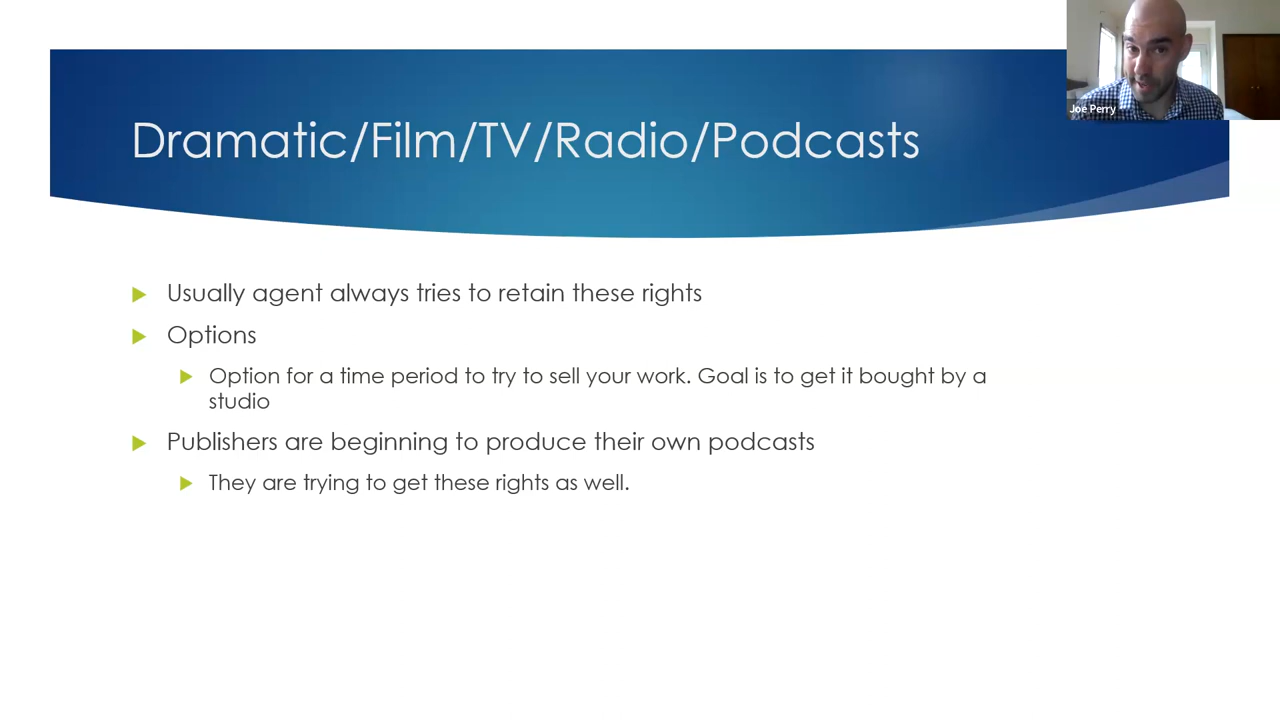 Joe Perry
Dramatic/Film/TV/Radio/Podcasts
Usually agent always tries to retain these rights
Options
Option for a time period to try to sell your work. Goal is to get it bought by a
studio
Publishers are beginning to produce their own podcasts
They are trying to get these rights as well.